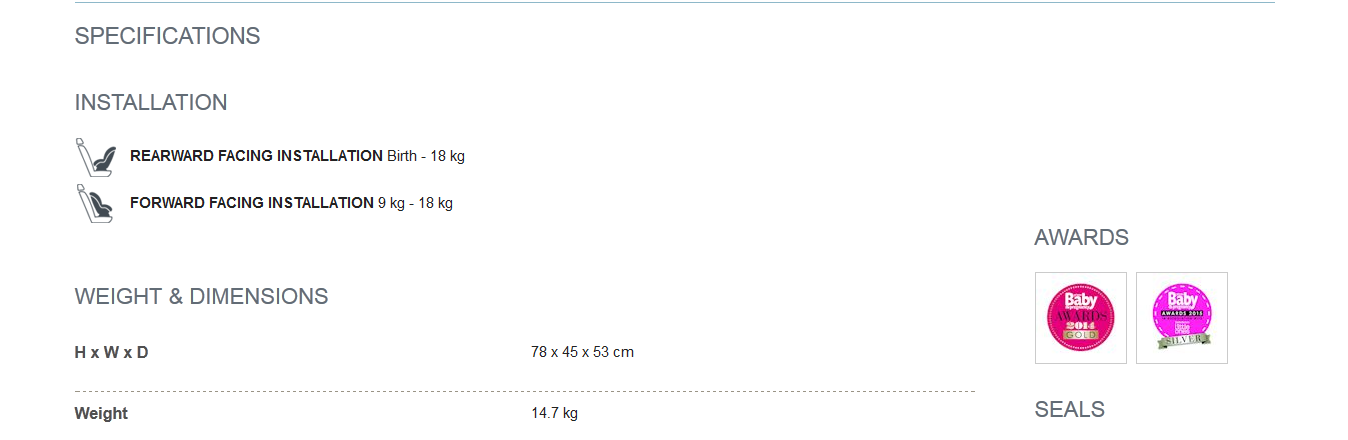 SPECIFICATIONS
INSTALLATION
REARWARD FACING INSTALLATION Birth - 18 kg
FORWARD FACING INSTALLATION 9 kg - 18 kg
AWARDS
Baby
AWARDS
2014
GOLD
Baby
AWARDS 2015
little
SILVER
WEIGHT & DIMENSIONS
H x W x D 78 x 45 x 53 cm
Weight 14.7 kg
SEALS